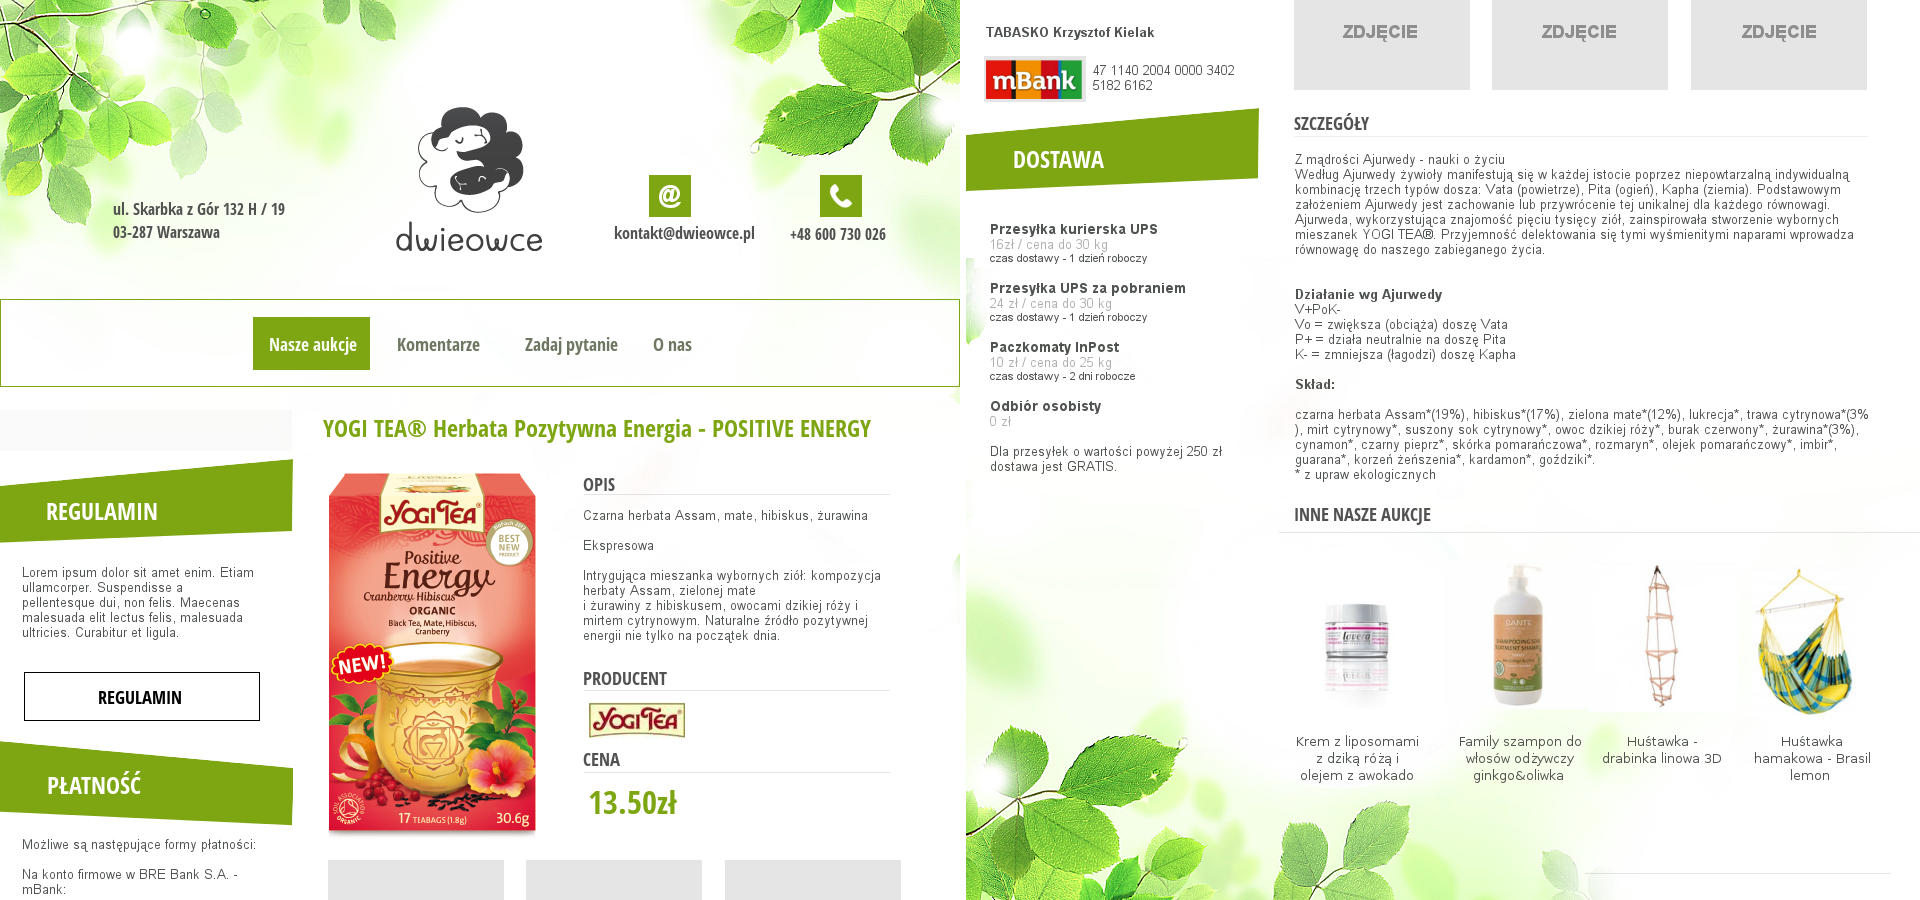 ul. Skarbka z Gór 132 H / 19
03-287 Warszawa
dwieowce
@
kontakt@dwieowce.pl
+48 600 730 026
Nasze aukcje
Komentarze
Zadaj pytanie
O nas
REGULAMIN
Lorem ipsum dolor sit amet enim. Etiam
ullamcorper. Suspendisse a
pellentesque dui, non felis. Maecenas
malesuada elit lectus felis, malesuada
ultricies. Curabitur et ligula.
REGULAMIN
PŁATNOŚĆ
Możliwe są następujące formy płatności:
Na konto firmowe w BRE Bank S.A. -
mBank:
YOGI TEA® Herbata Pozytywna Energia - POSITIVE ENERGY
YOGI TEA®
BEST
NEW
PRODUCT
Positive
Energy
Cranberry Hibiscus
ORGANIC
Black Tea, Mate, Hibiscus,
Cranberry
NEW!
SOIL ASSOCIATION
ORGANIC
17 TEABAGS (1.8g)
30.6g
OPIS
Czarna herbata Assam, mate, hibiskus, żurawina
Ekspresowa
Intrygująca mieszanka wybornych ziół: kompozycja
herbaty Assam, zielonej mate
i żurawiny z hibiskusem, owocami dzikiej róży i
mirtem cytrynowym. Naturalne źródło pozytywnej
energii nie tylko na początek dnia.
PRODUCENT
YOGI TEA
CENA
13.50zł
TABASKO Krzysztof Kielak
mBank
47 1140 2004 0000 3402
5182 6162
DOSTAWA
Przesyłka kurierska UPS
16zł / cena do 30 kg
czas dostawy - 1 dzień roboczy
Przesyłka UPS za pobraniem
24 zł / cena do 30 kg
czas dostawy - 1 dzień roboczy
Paczkomaty InPost
10 zł / cena do 25 kg
czas dostawy - 2 dni robocze
Odbiór osobisty
0 zł
Dla przesyłek o wartości powyżej 250 zł
dostawa jest GRATIS.
ZDJĘCIE
ZDJĘCIE
ZDJĘCIE
SZCZEGÓŁY
Z mądrości Ajurwedy - nauki o życiu
Według Ajurwedy żywioły manifestują się w każdej istocie poprzez niepowtarzalną indywidualną
kombinację trzech typów dosza: Vata (powietrze), Pita (ogień), Kapha (ziemia). Podstawowym
założeniem Ajurwedy jest zachowanie lub przywrócenie tej unikalnej dla każdego równowagi.
Ajurweda, wykorzystująca znajomość pięciu tysięcy ziół, zainspirowała stworzenie wybornych
mieszanek YOGI TEA®. Przyjemność delektowania się tymi wyśmienitymi naparami wprowadza
równowagę do naszego zabieganego życia.
Działanie wg Ajurwedy
V+PoK-
Vo = zwiększa (obciąża) doszę Vata
P+ = działa neutralnie na doszę Pita
K- = zmniejsza (łagodzi) doszę Kapha
Skład:
czarna herbata Assam*(19%), hibiskus*(17%), zielona mate*(12%), lukrecja*, trawa cytrynowa*(3%
), mirt cytrynowy*, suszony sok cytrynowy*, owoc dzikiej róży*, burak czerwony*, żurawina*(3%),
cynamon*, czarny pieprz*, skórka pomarańczowa*, rozmaryn*, olejek pomarańczowy*, imbir*,
guarana*, korzeń żeńszenia*, kardamon*, goździki*.
* z upraw ekologicznych
INNE NASZE AUKCJE
lavera
SANTE
Krem z liposomami
z dziką różą i
olejem z awokado
Family szampon do
włosów odżywczy
ginkgo&oliwka
Huśtawka -
drabinka linowa 3D
Huśtawka
hamakowa - Brasil
lemon